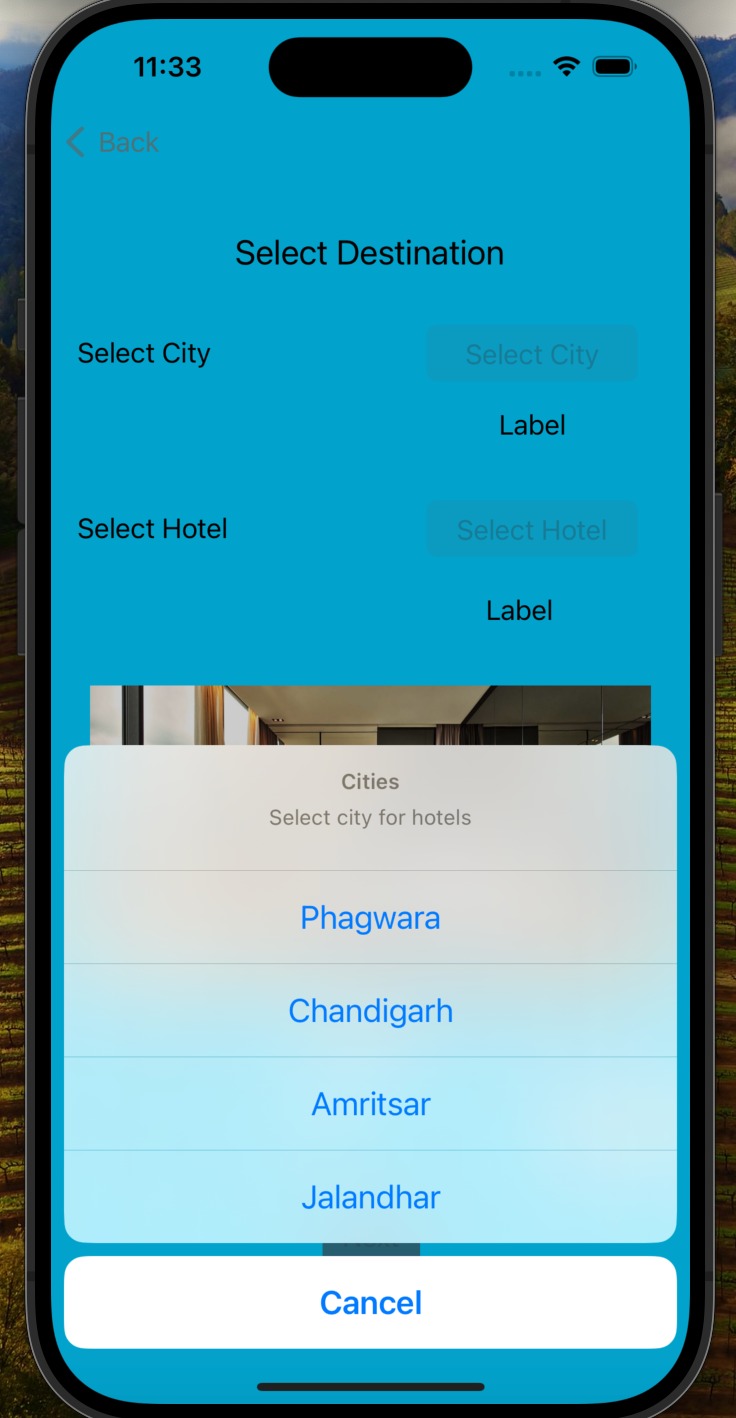 11:33
Back
Select Destination
Select City
Select City
Label
Select Hotel
Select Hotel
Label
Cities
Select city for hotels
Phagwara
Chandigarh
Amritsar
Jalandhar
Cancel